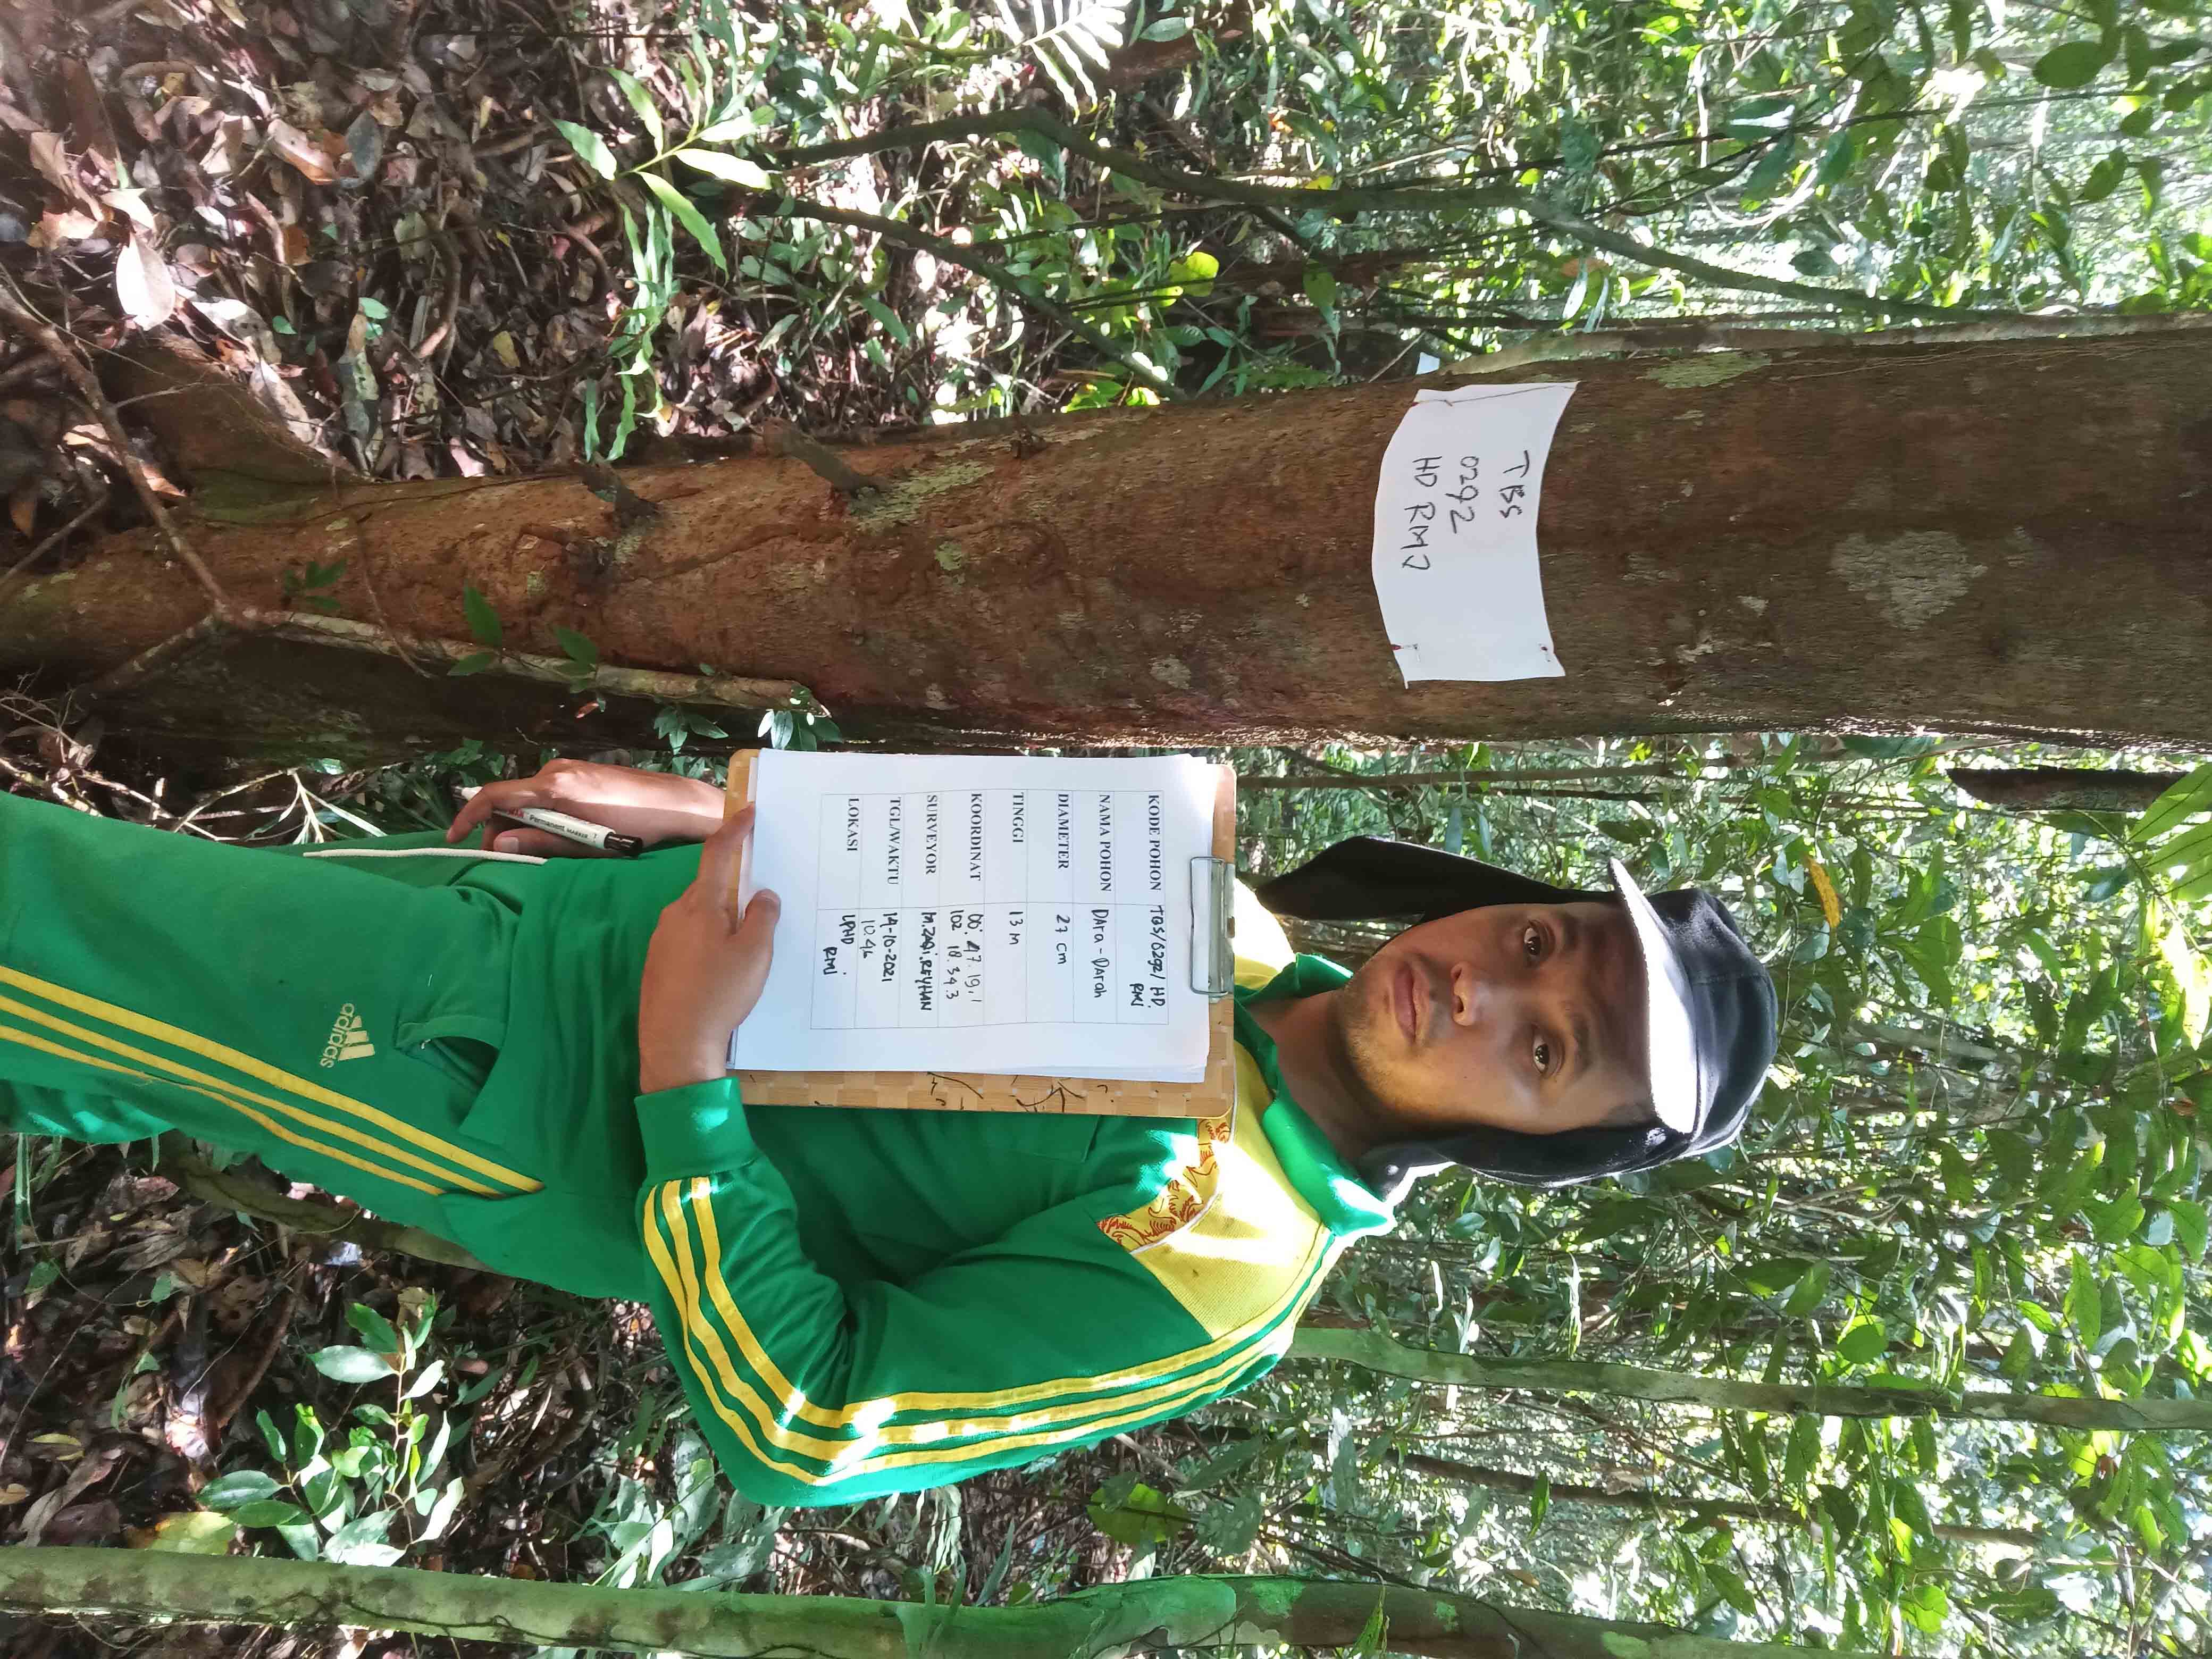 TBS
0292
HD RMJ
KODE POHON TBS/0292/ HD.
RMJ
NAMA POHON DAra - DArah
DIAMETER 27 cm
TINGGI 13 M
KOORDINAT 00°. 47. 19,1
102 18. 34.3
SURVEYOR M.ZAQI.REYHAN
TGL/WAKTU 14-10-2021
10.46
LOKASI LPHD
RMJ
adidas